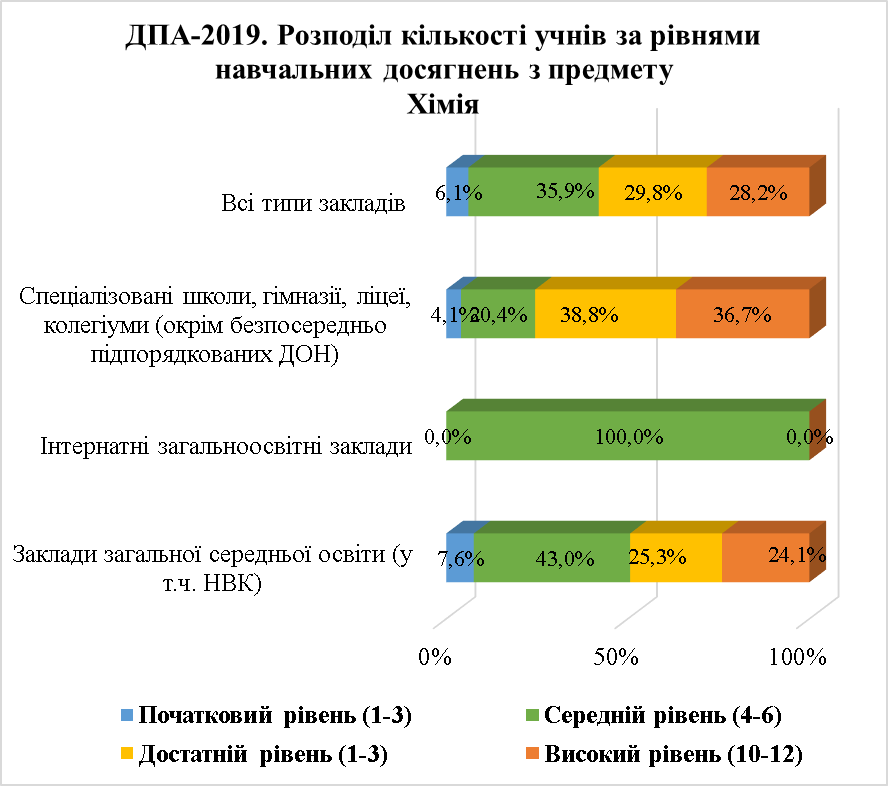 ДПА-2019. Розподіл кількості учнів за рівнями
навчальних досягнень з предмету
Хімія
Всі типи закладів
6,1% 35,9% 29,8% 28,2%
Спеціалізовані школи, гімназії, ліцеї,
колегіуми (окрім безпосередньо
підпорядкованих ДОН)
4,1% 20,4% 38,8% 36,7%
Інтернатні загальноосвітні заклади
0,0% 100,0% 0,0%
Заклади загальної середньої освіти (у
т.ч. НВК)
7,6% 43,0% 25,3% 24,1%
0% 50% 100%
Початковий рівень (1-3) Середній рівень (4-6)
Достатній рівень (1-3) Високий рівень (10-12)